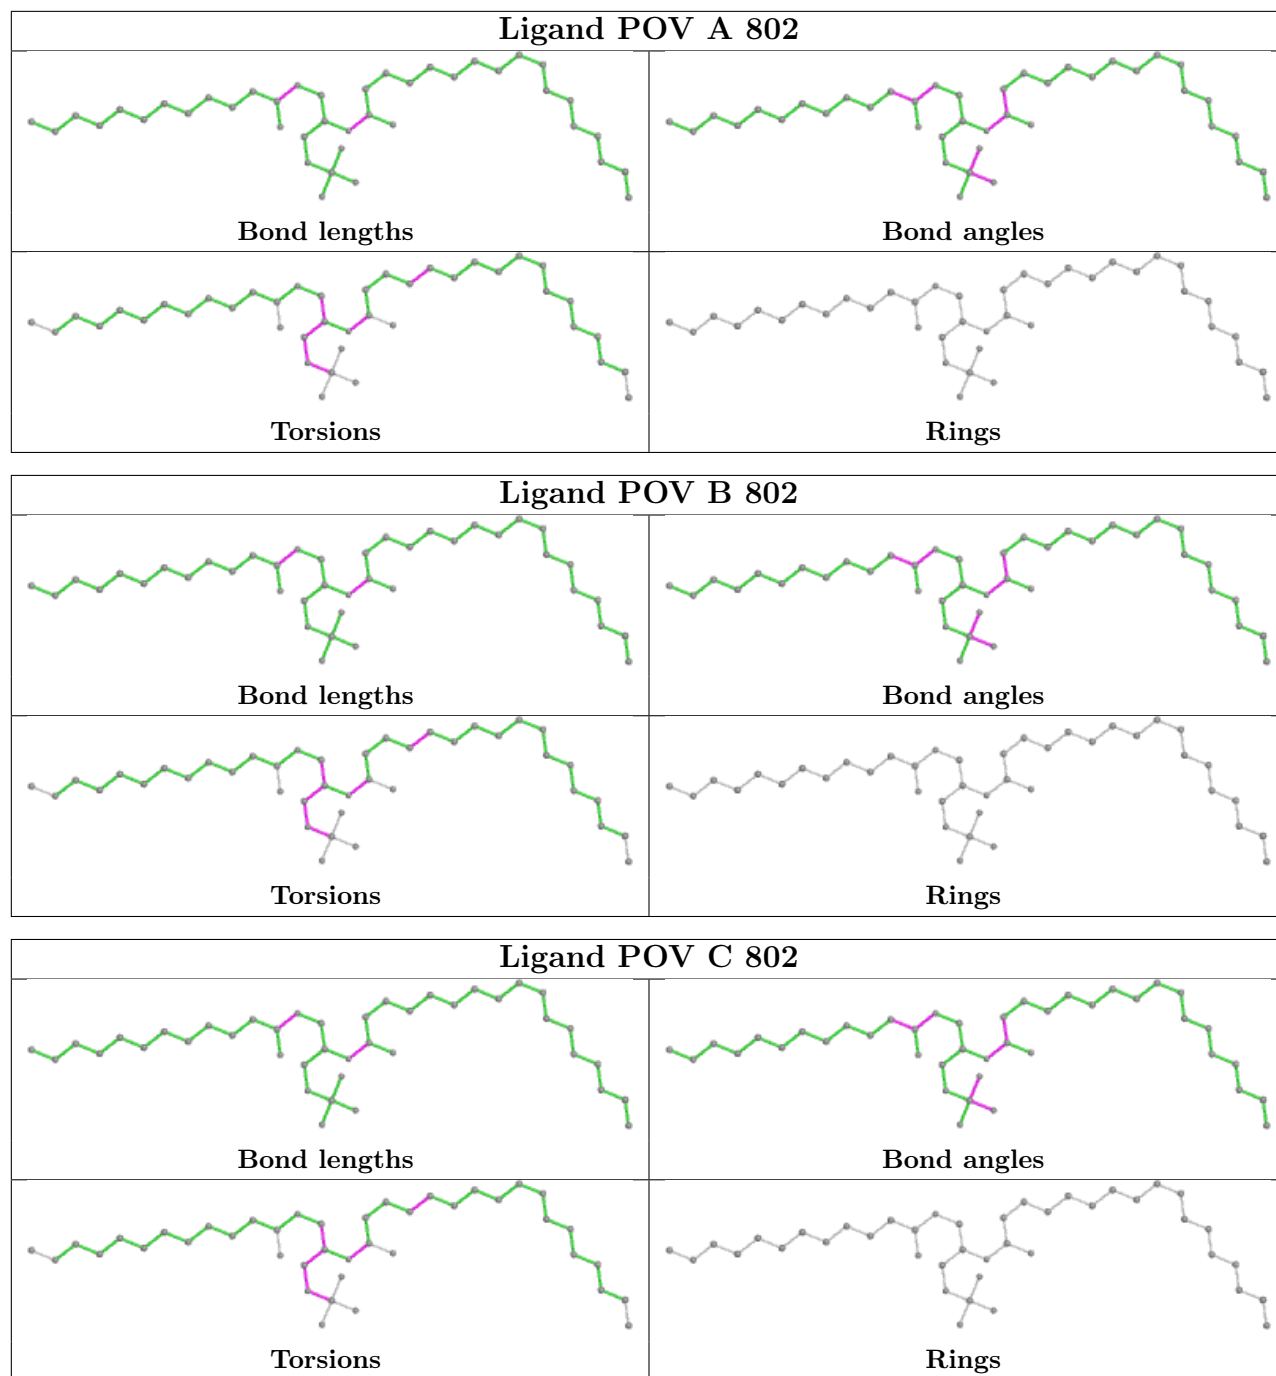 Ligand POV A 802
Bond lengths
Bond angles
Torsions
Rings
Ligand POV B 802
Bond lengths
Bond angles
Torsions
Rings
Ligand POV C 802
Bond lengths
Bond angles
Torsions
Rings